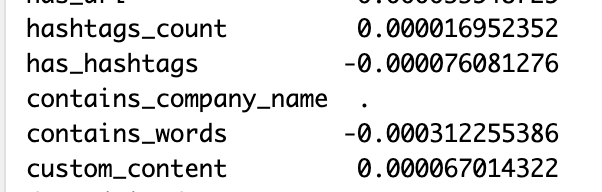 hashtags_count 0.000016952352
has_hashtags -0.000076081276
contains_company_name .
contains_words -0.000312255386
custom_content 0.000067014322